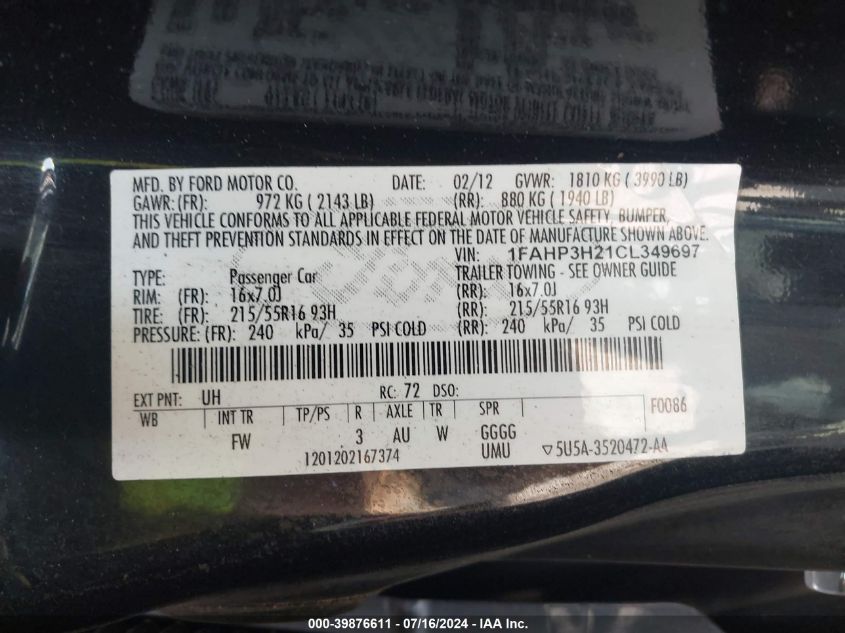 MFD. BY FORD MOTOR CO. DATE: 02/12 GVWR: 1810 KG ( 3990 LB)
GAWR: (FR): 972 KG ( 2143 LB) (RR): 880 KG ( 1940 LB)
THIS VEHICLE CONFORMS TO ALL APPLICABLE FEDERAL MOTOR VEHICLE SAFETY, BUMPER,
AND THEFT PREVENTION STANDARDS IN EFFECT ON THE DATE OF MANUFACTURE SHOWN ABOVE.
VIN: 1FAHP3H21CL349697
TYPE: Passenger Car TRAILER TOWING - SEE OWNER GUIDE
RIM: (FR): 16x7.0J (RR): 16x7.0J
TIRE: (FR): 215/55R16 93H (RR): 215/55R16 93H
PRESSURE: (FR): 240 kPa/ 35 PSI COLD (RR): 240 kPa/ 35 PSI COLD
EXT PNT: UH RC: 72 DSO:
WB INT TR TP/PS R AXLE TR SPR F0086
FW 3 AU W GGGG
1201202167374 UMU ▽5U5A-3520472-AA
000-39876611 - 07/16/2024 - IAA Inc.